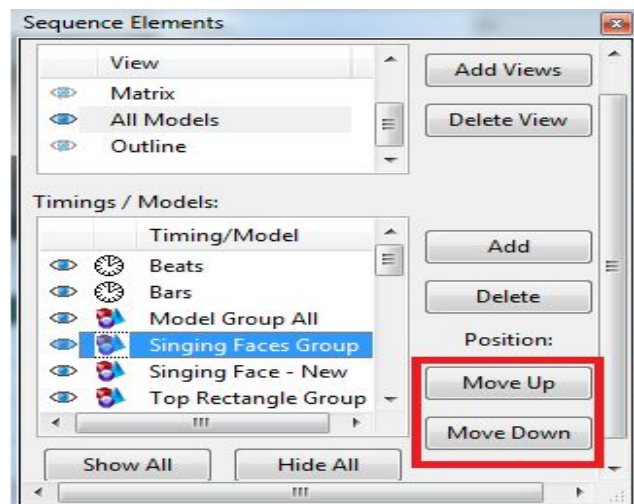 Sequence Elements
View
Add Views
Matrix
All Models
Delete View
Outline
Timings / Models:
Timing/Model
Add
Beats
Bars
Delete
Model Group All
Position:
Singing Faces Group
Singing Face - New
Move Up
Top Rectangle Group
Move Down
Show All
Hide All